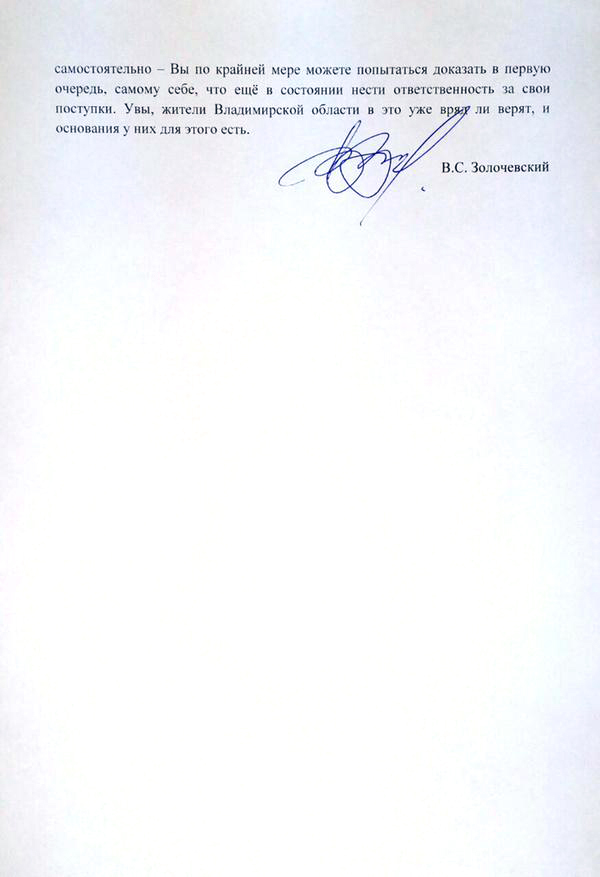 самостоятельно – Вы по крайней мере можете попытаться доказать в первую
очередь, самому себе, что ещё в состоянии нести ответственность за свои
поступки. Увы, жители Владимирской области в это уже вряд ли верят, и
основания у них для этого есть.
В.С. Золочевский